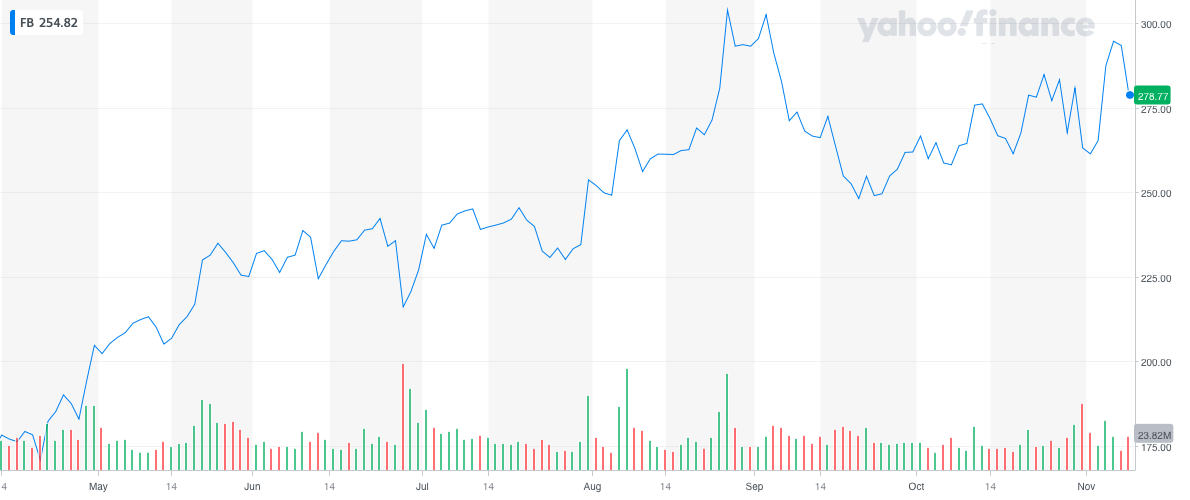 FB 254.82
yahoo!finance
300.00
278.77
275.00
250.00
225.00
200.00
23.82M
175.00
4 May 14 Jun 14 Jul 14 Aug 14 Sep 14 Oct 14 Nov